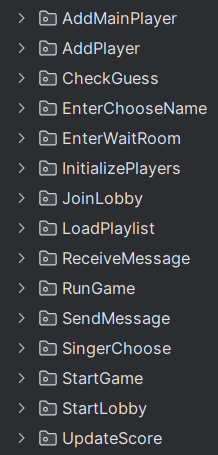 AddMainPlayer
AddPlayer
CheckGuess
EnterChooseName
EnterWaitRoom
InitializePlayers
JoinLobby
LoadPlaylist
ReceiveMessage
RunGame
SendMessage
SingerChoose
StartGame
StartLobby
UpdateScore